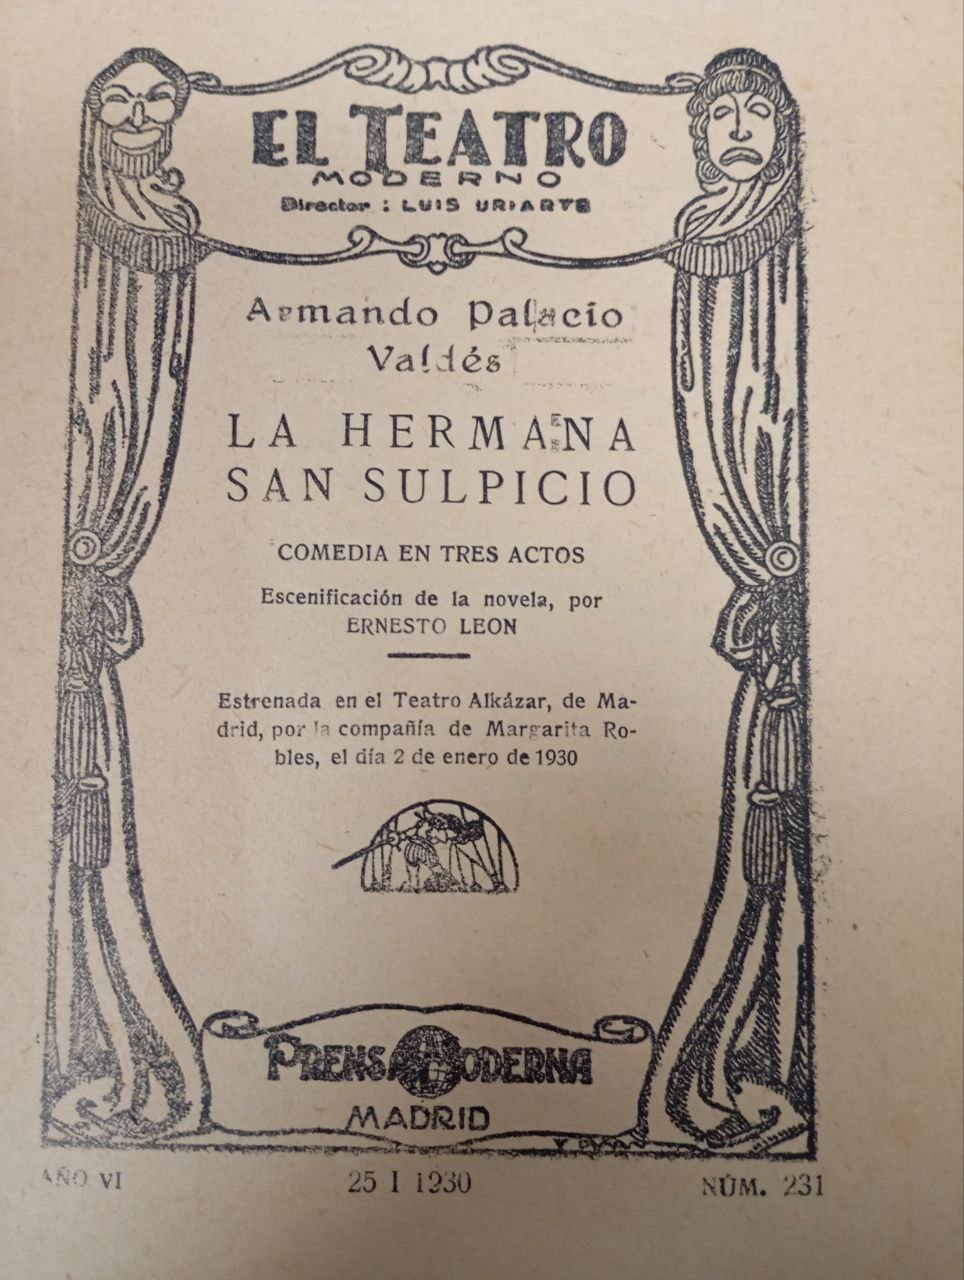 EL TEATRO
MODERNO
Director : LUIS URIARTE
Armando Palacio
Valdés
LA HERMANA
SAN SULPICIO
COMEDIA EN TRES ACTOS
Escenificación de la novela, por
ERNESTO LEON
Estrenada en el Teatro Alkázar, de Ma-
drid, por la compañía de Margarita Ro-
bles, el día 2 de enero de 1930
PRENSA MODERNA
MADRID
AÑO VI 25 I 1930 NÚM. 231